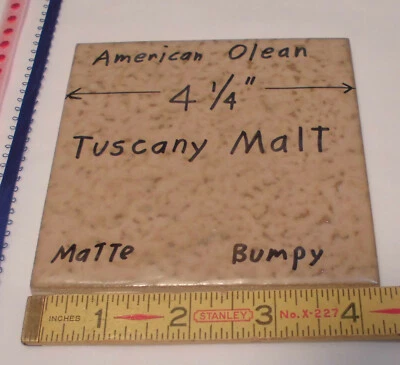 American Olean
4 1/4"
Tuscany Malt
Matte Bumpy
INCHES 1 2 STANLEY 3 No. X-227 4